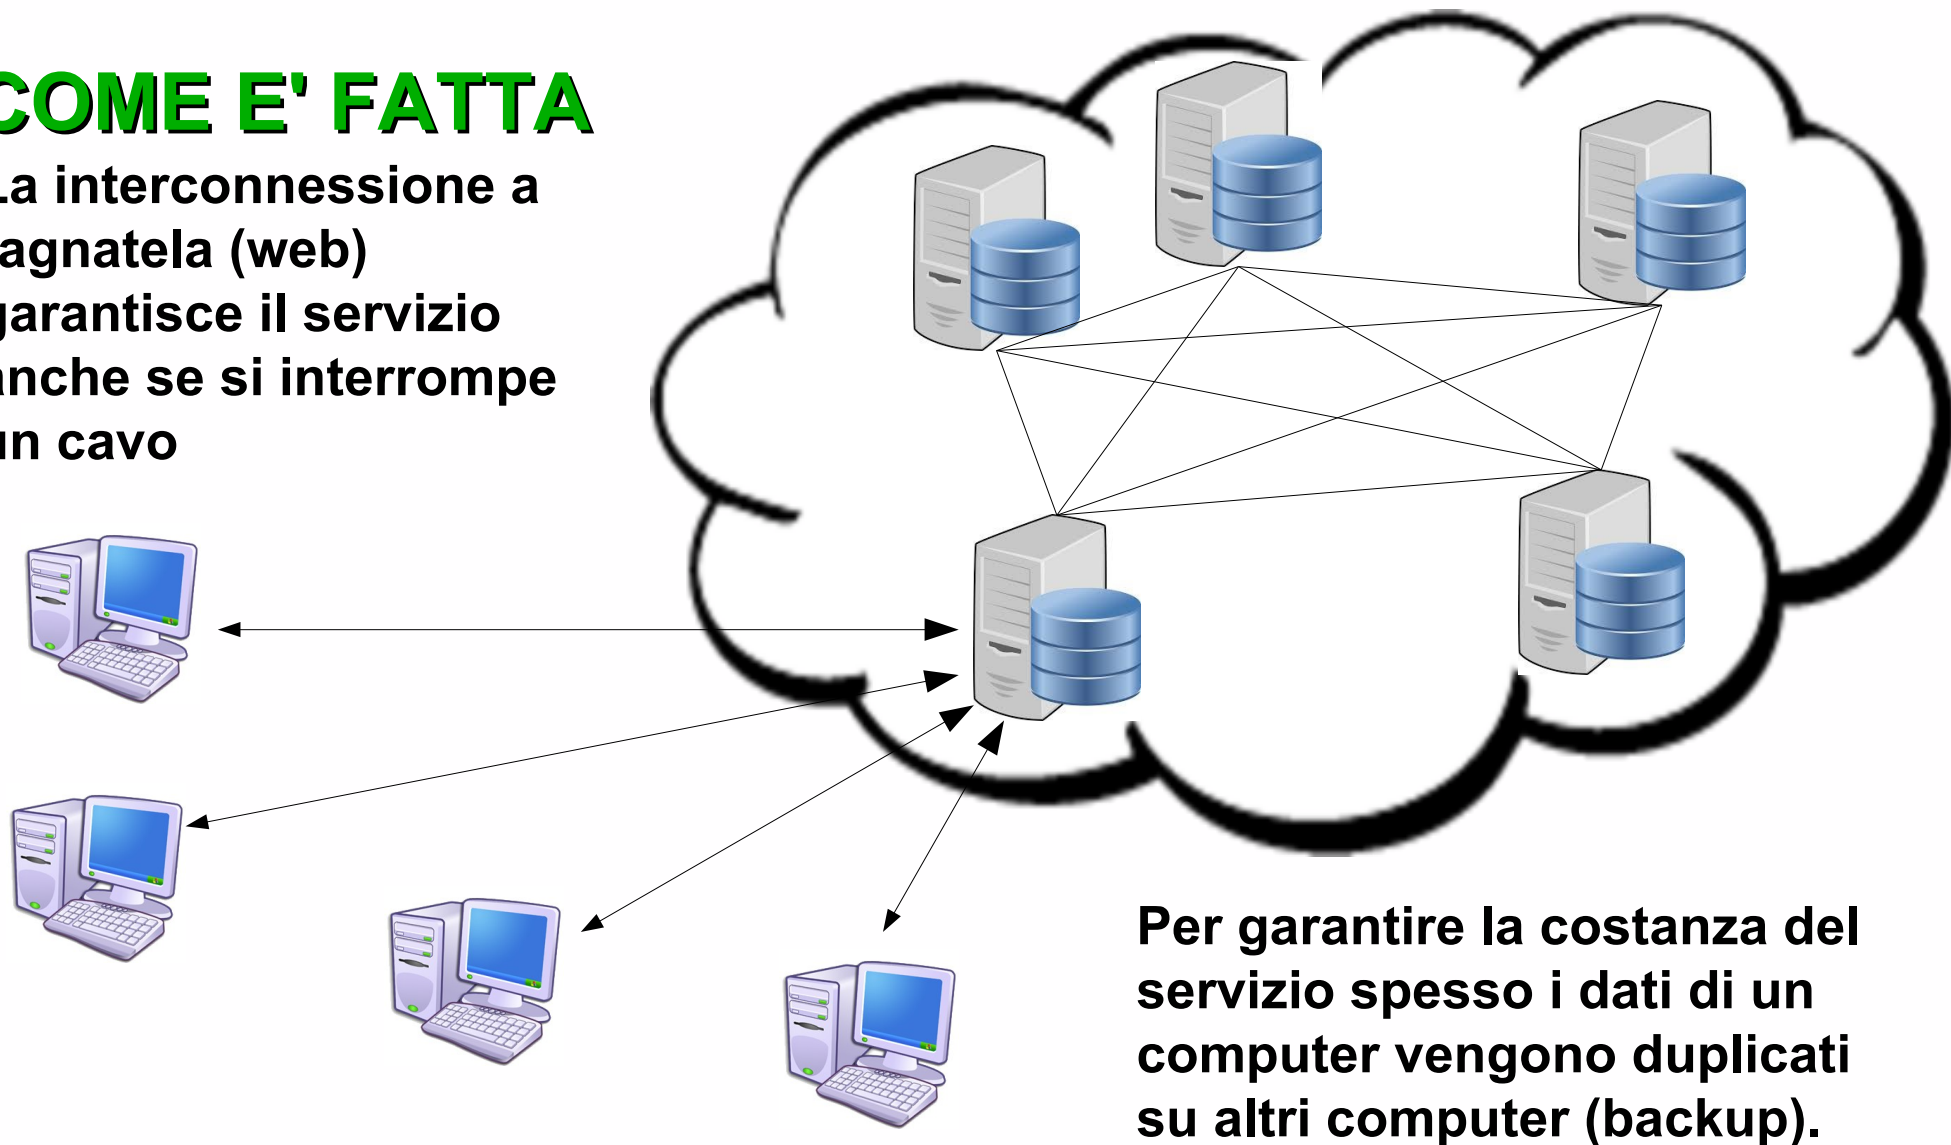 COME E' FATTA
La interconnessione a
ragnatela (web)
garantisce il servizio
anche se si interrompe
un cavo
Per garantire la costanza del
servizio spesso i dati di un
computer vengono duplicati
su altri computer (backup).